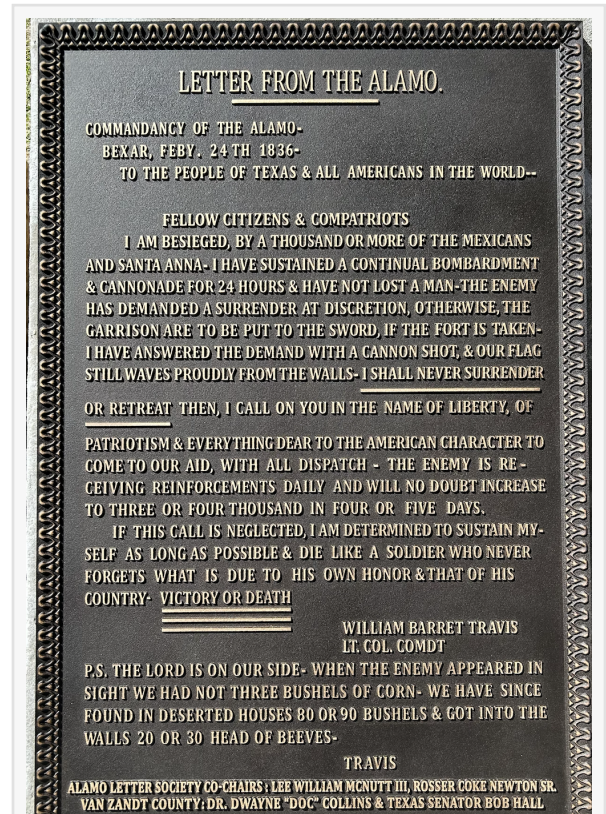 LETTER FROM THE ALAMO.
COMMANDANCY OF THE ALAMO-
BEXAR, FEBY. 24TH 1836-
TO THE PEOPLE OF TEXAS & ALL AMERICANS IN THE WORLD--
FELLOW CITIZENS & COMPATRIOTS
I AM BESIEGED, BY A THOUSAND OR MORE OF THE MEXICANS
AND SANTA ANNA- I HAVE SUSTAINED A CONTINUAL BOMBARDMENT
& CANNONADE FOR 24 HOURS & HAVE NOT LOST A MAN-THE ENEMY
HAS DEMANDED A SURRENDER AT DISCRETION, OTHERWISE, THE
GARRISON ARE TO BE PUT TO THE SWORD, IF THE FORT IS TAKEN-
I HAVE ANSWERED THE DEMAND WITH A CANNON SHOT, & OUR FLAG
STILL WAVES PROUDLY FROM THE WALLS- I SHALL NEVER SURRENDER
OR RETREAT THEN, I CALL ON YOU IN THE NAME OF LIBERTY, OF
PATRIOTISM & EVERYTHING DEAR TO THE AMERICAN CHARACTER TO
COME TO OUR AID, WITH ALL DISPATCH - THE ENEMY IS RE-
CEIVING REINFORCEMENTS DAILY AND WILL NO DOUBT INCREASE
TO THREE OR FOUR THOUSAND IN FOUR OR FIVE DAYS.
IF THIS CALL IS NEGLECTED, I AM DETERMINED TO SUSTAIN MY-
SELF AS LONG AS POSSIBLE & DIE LIKE A SOLDIER WHO NEVER
FORGETS WHAT IS DUE TO HIS OWN HONOR & THAT OF HIS
COUNTRY- VICTORY OR DEATH
WILLIAM BARRET TRAVIS
LT. COL. COMDT
P.S. THE LORD IS ON OUR SIDE- WHEN THE ENEMY APPEARED IN
SIGHT WE HAD NOT THREE BUSHELS OF CORN- WE HAVE SINCE
FOUND IN DESERTED HOUSES 80 OR 90 BUSHELS & GOT INTO THE
WALLS 20 OR 30 HEAD OF BEEVES-
TRAVIS
ALAMO LETTER SOCIETY CO-CHAIRS: LEE WILLIAM MCNUTT III, ROSSER COKE NEWTON SR.
VAN ZANDT COUNTY: DR. DWAYNE "DOC" COLLINS & TEXAS SENATOR BOB HALL